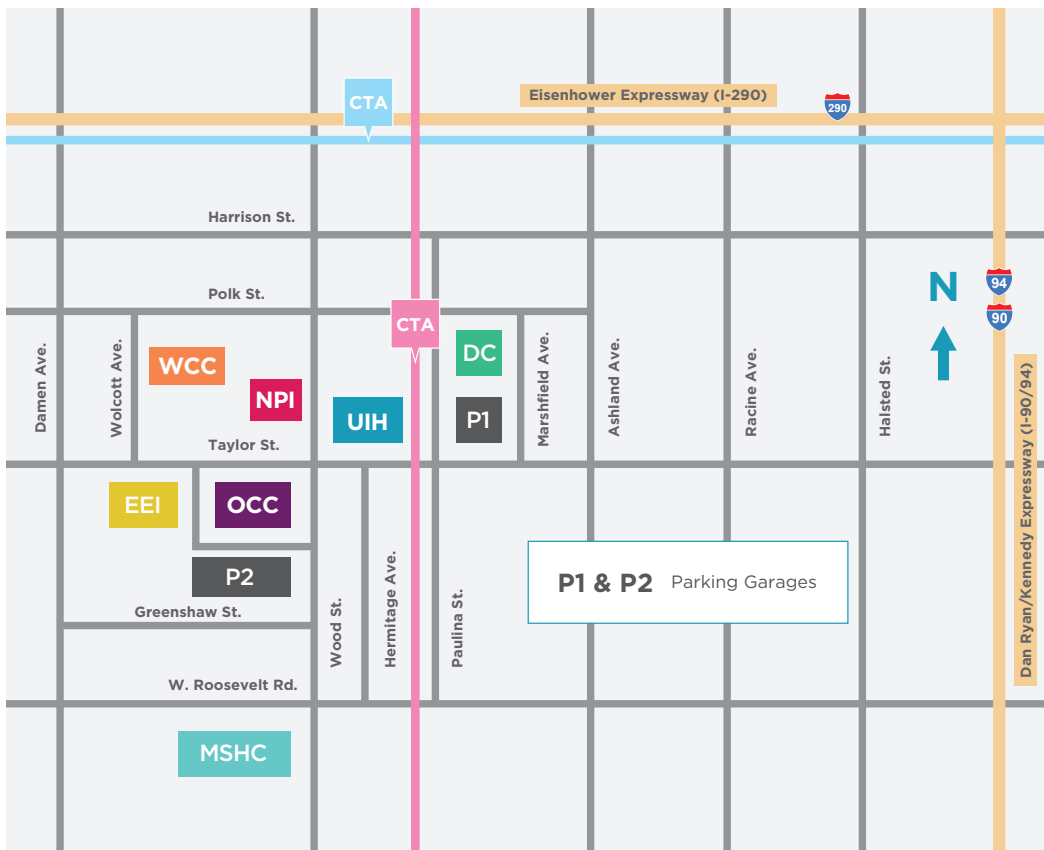 Eisenhower Expressway (I-290)
CTA
290
Harrison St.
N
94
Polk St.
90
CTA
DC
WCC
NPI
P1
UIH
Damen Ave.
Wolcott Ave.
Marshfield Ave.
Ashland Ave.
Racine Ave.
Halsted St.
Taylor St.
Dan Ryan/Kennedy Expressway (I-90/94)
EEI
OCC
P2
P1 & P2 Parking Garages
Greenshaw St.
Wood St.
Hermitage Ave.
Paulina St.
W. Roosevelt Rd.
MSHC